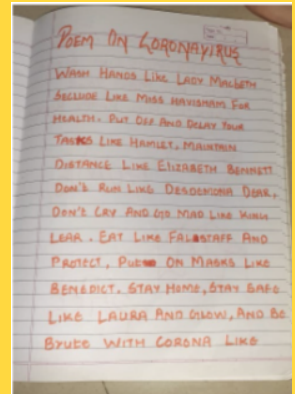 POEM ON CORONAVIRUS
WASH HANDS LIKE LADY MACBETH
SECLUDE LIKE MISS HAVISHAM FOR
HEALTH. PUT OFF AND DELAY YOUR
TASKS LIKE HAMLET, MAINTAIN
DISTANCE LIKE ELIZABETH BENNETT
DON'T RUN LIKE DESDEMONA DEAR,
DON'T CRY AND GO MAD LIKE KING
LEAR. EAT LIKE FALSTAFF AND
PROTECT, PUT ON MASKS LIKE
BENEDICT. STAY HOME, STAY SAFE
LIKE LAURA AND GLOW, AND BE
BRUTE WITH CORONA LIKE